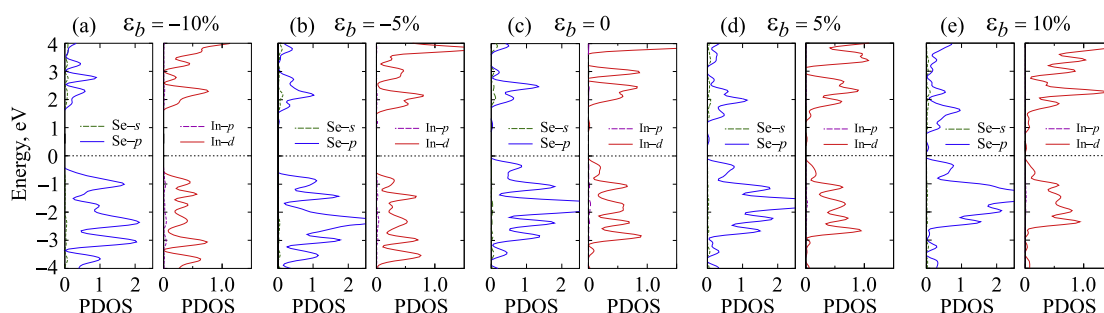 (a) εb = −10% (b) εb = −5% (c) εb = 0 (d) εb = 5% (e) εb = 10%
Energy, eV
4
3
2
1
0
−1
−2
−3
−4
Se–s In–p Se–s In–p Se–s In–p Se–s In–p Se–s In–p
Se–p In–d Se–p In–d Se–p In–d Se–p In–d Se–p In–d
0 1 2 0 1.0 0 1 2 0.0 1.0 0 1 2 0.0 1.0 0 1 2 0.0 1.0 0 1 2 0.0 1.0
PDOS PDOS PDOS PDOS PDOS PDOS PDOS PDOS PDOS PDOS